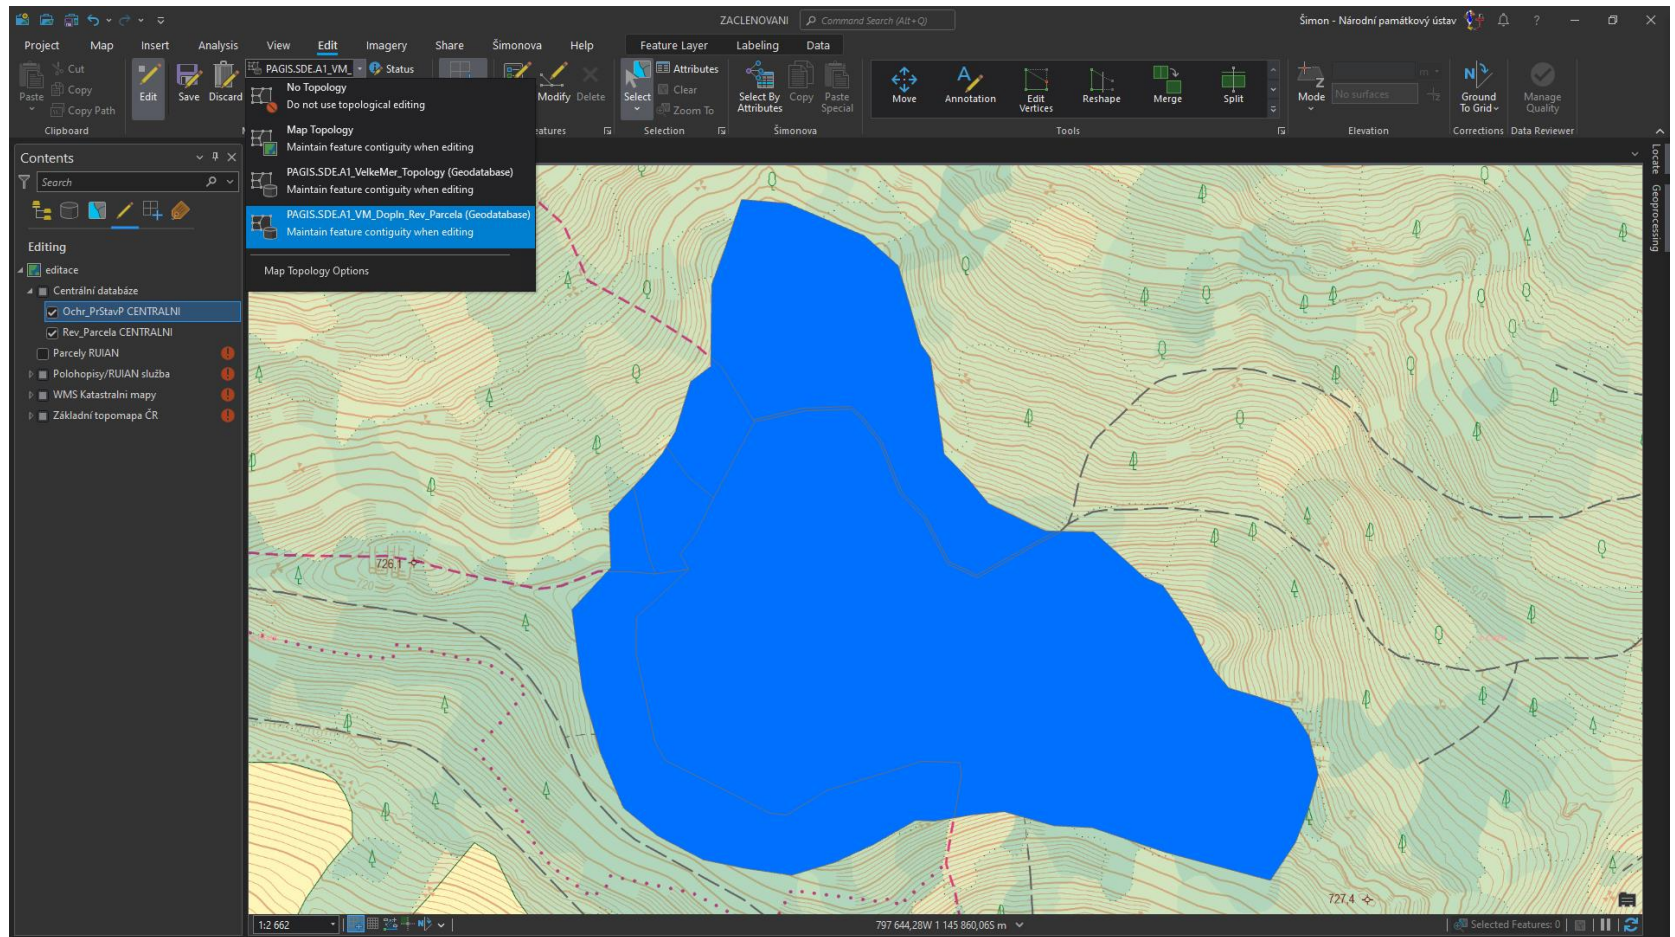 ZACLENOVANI
Command Search (Alt+Q)
Šimon - Národní památkový ústav
?
Project
Map
Insert
Analysis
View
Edit
Imagery
Share
Šimonova
Help
Feature Layer
Labeling
Data
Paste
Cut
Copy
Copy Path
Clipboard
Edit
Save
Discard
PAGIS.SDE.A1_VM_
Status
Modify
Delete
atures
Select
Attributes
Clear
Zoom To
Selection
Select By Attributes
Copy
Paste Special
Šimonova
Move
Annotation
Edit Vertices
Reshape
Merge
Split
Tools
Mode
No surfaces
m
Elevation
Ground To Grid
Corrections
Manage Quality
Data Reviewer
No Topology
Do not use topological editing
Map Topology
Maintain feature contiguity when editing
PAGIS.SDE.A1_VelkeMer_Topology (Geodatabase)
Maintain feature contiguity when editing
PAGIS.SDE.A1_VM_Dopln_Rev_Parcela (Geodatabase)
Maintain feature contiguity when editing
Map Topology Options
Contents
Search
Editing
editace
Centrální databáze
Ochr_PrStavP CENTRALNI
Rev_Parcela CENTRALNI
Parcely RUIAN
Polohopisy/RUIAN služba
WMS Katastralni mapy
Základní topomapa ČR
Locate
Geoprocessing
726,1
720
727,4
1:2 662
797 644,28W 1 145 860,06S m
Selected Features: 0